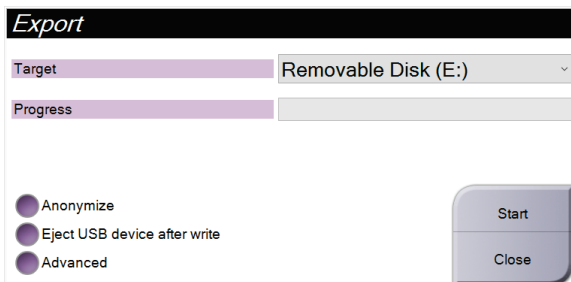 Export
Target
Removable Disk (E:)
Progress
Anonymize
Eject USB device after write
Advanced
Start
Close